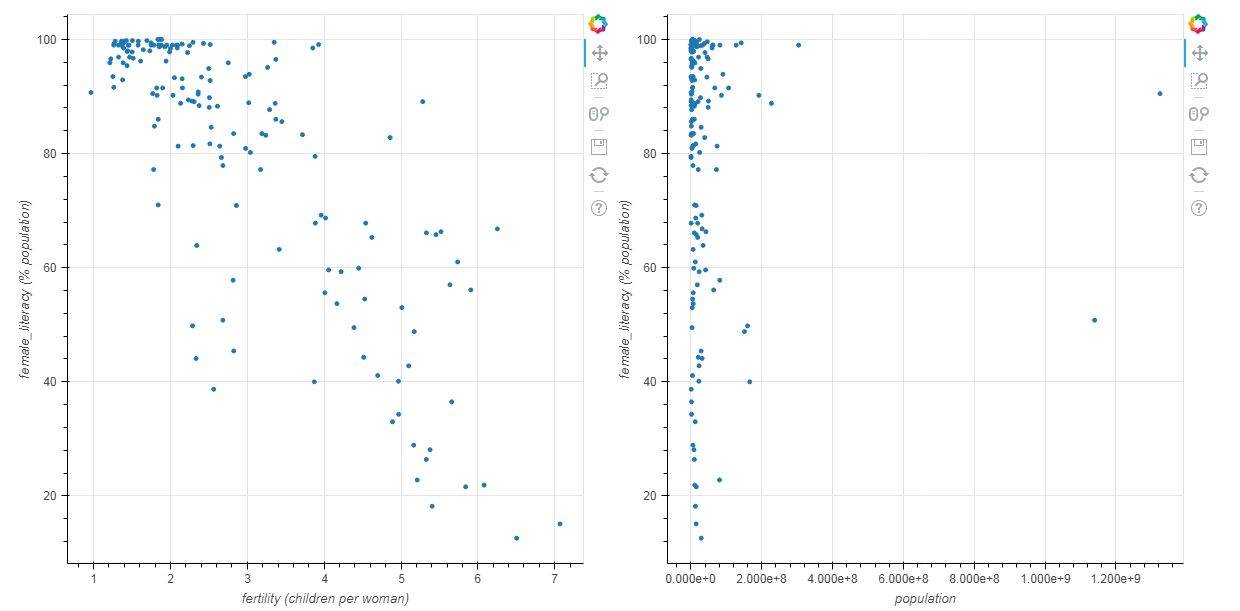 100
80
60
40
20
female_literacy (% population)
1 2 3 4 5 6 7
fertility (children per woman)
?
100
80
60
40
20
female_literacy (% population)
0.000e+0 2.000e+8 4.000e+8 6.000e+8 8.000e+8 1.000e+9 1.200e+9
population
?